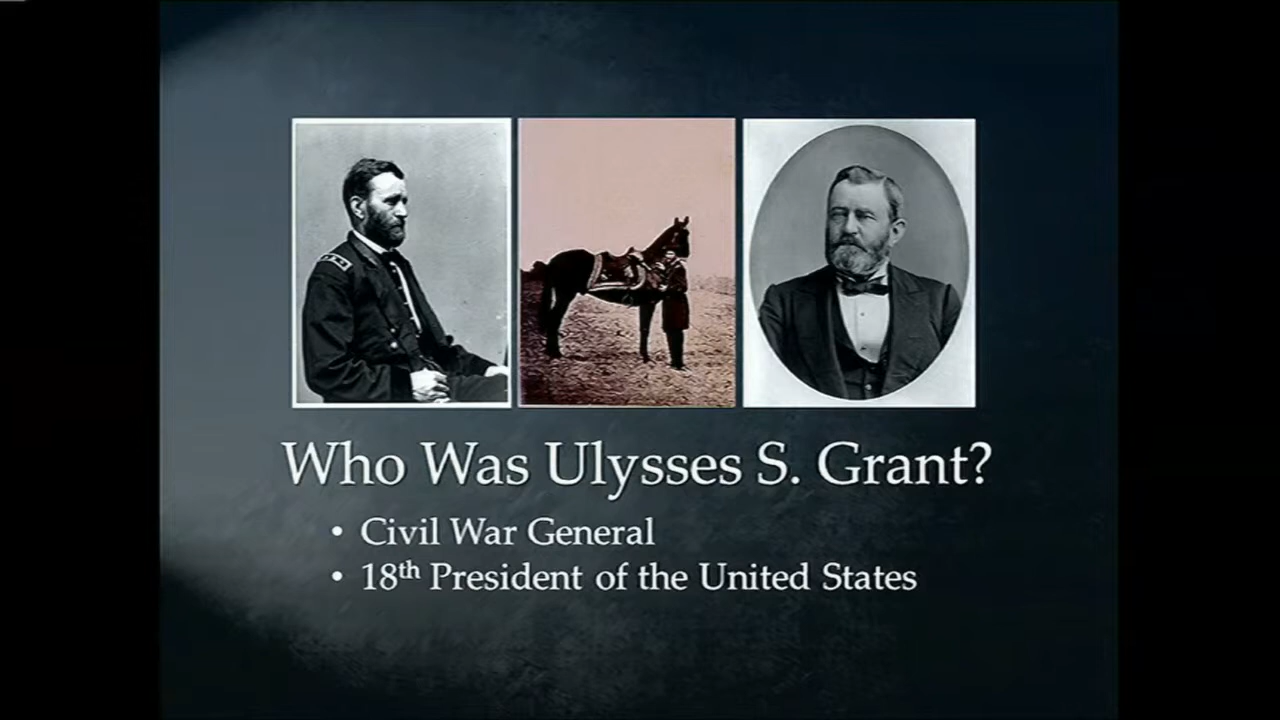 Who Was Ulysses S. Grant?
• Civil War General
• 18th President of the United States